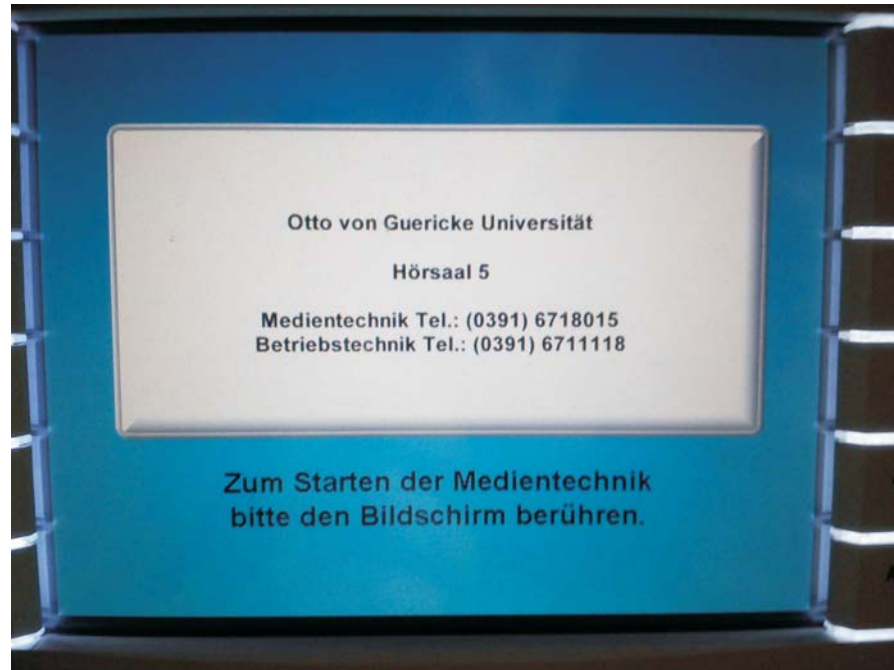 Otto von Guericke Universität
Hörsaal 5
Medientechnik Tel.: (0391) 6718015
Betriebstechnik Tel.: (0391) 6711118
Zum Starten der Medientechnik
bitte den Bildschirm berühren.